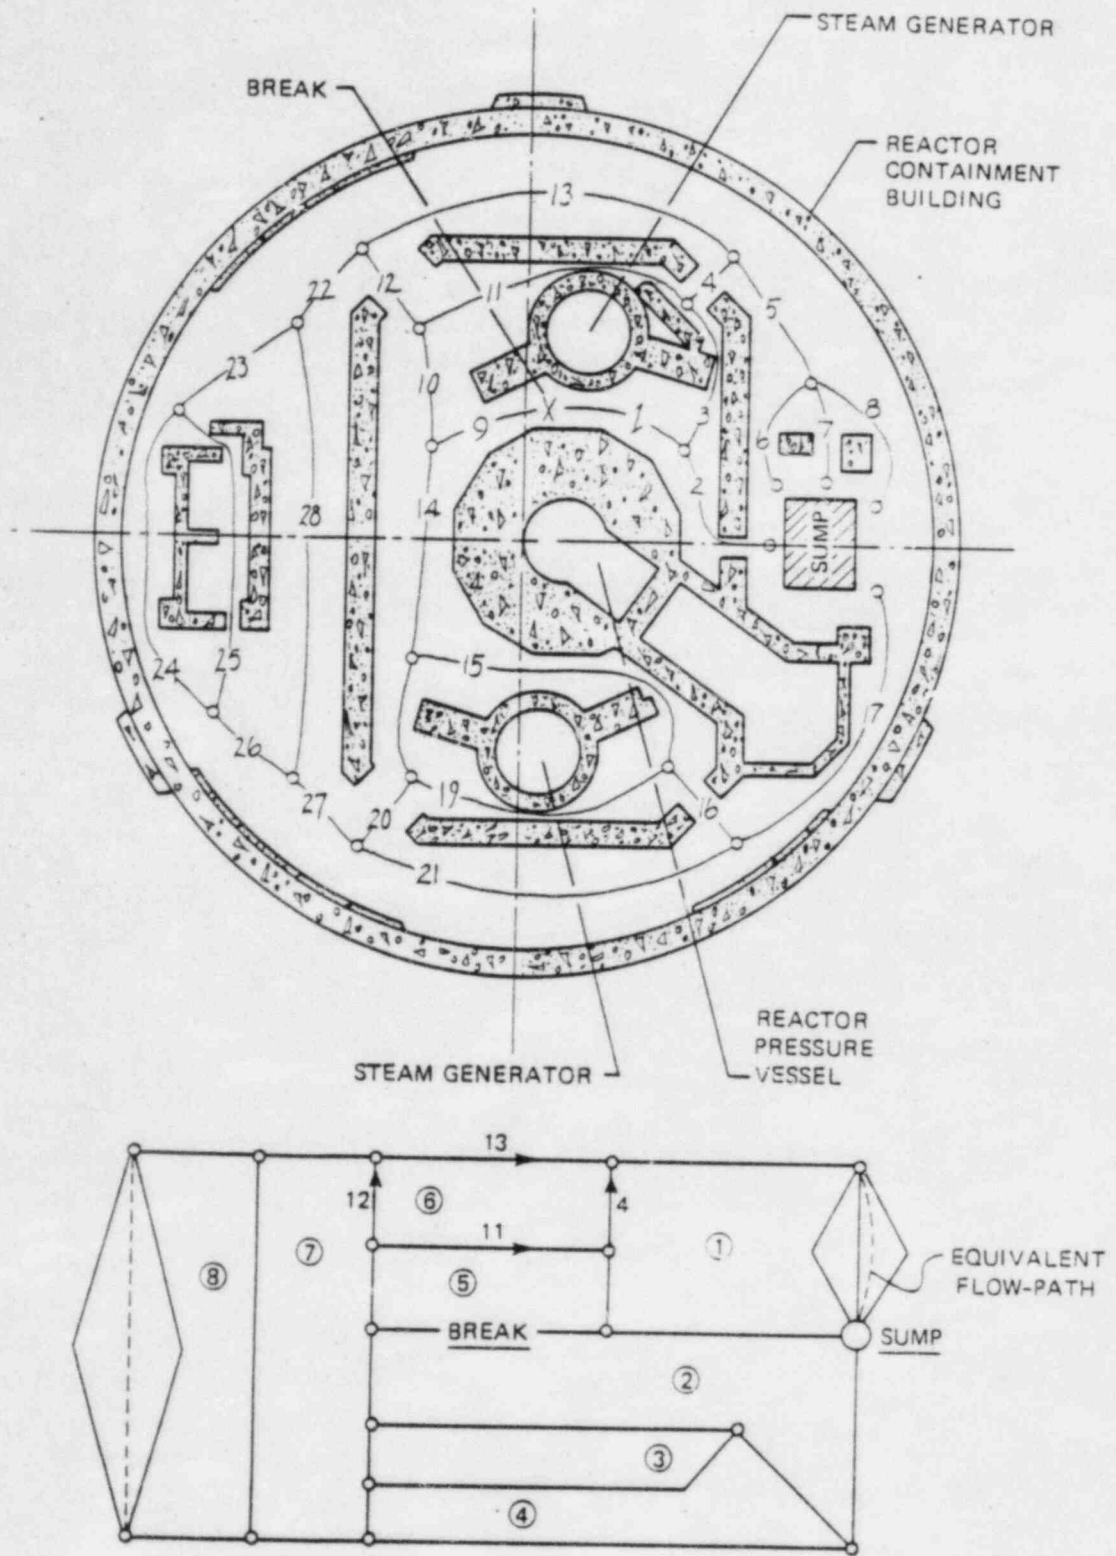 STEAM GENERATOR
BREAK
REACTOR
CONTAINMENT
BUILDING
13
22
12
11
4
5
23
10
9
X
1
3
6
7
8
28
14
2
SUMP
24
25
15
17
26
27
20
19
16
21
REACTOR
PRESSURE
VESSEL
STEAM GENERATOR
13
12
⑥
4
11
①
⑦
⑤
⑧
EQUIVALENT
FLOW-PATH
BREAK
SUMP
②
③
④